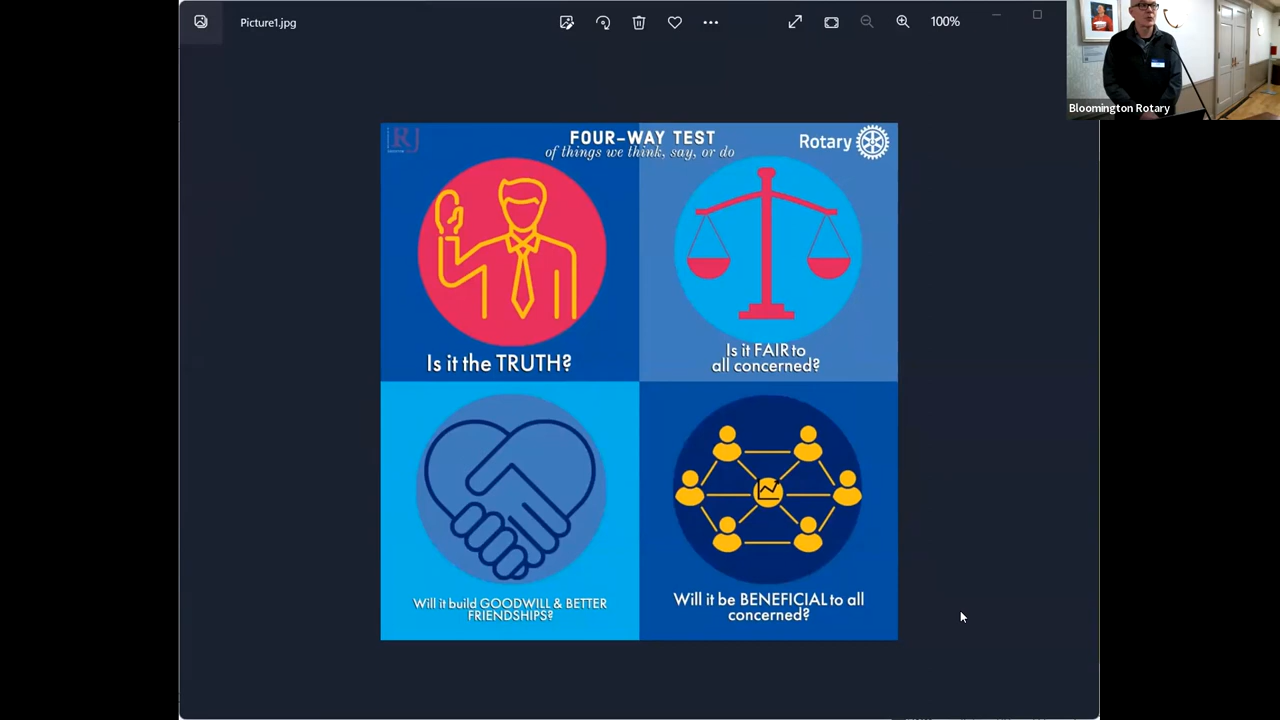 Picture1.jpg
100%
Bloomington Rotary
RJ
FOUR-WAY TEST
of things we think, say, or do
Rotary
Is it the TRUTH?
Is it FAIR to
all concerned?
Will it build GOODWILL & BETTER
FRIENDSHIPS?
Will it be BENEFICIAL to all
concerned?